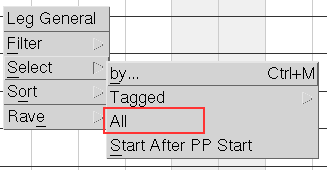 Leg General
Filter
Select
Sort
Rave
by... Ctrl+M
Tagged
All
Start After PP Start